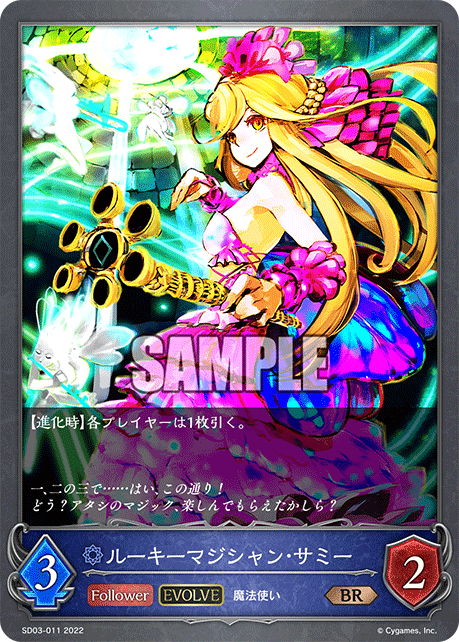 SAMPLE
【進化時】各プレイヤーは1枚引く。
一、二の三で……はい、この通り！
どう？アタシのマジック、楽しんでもらえたかしら？
3
ルーキーマジシャン・サミー
2
Follower EVOLVE 魔法使い BR
SD03-011 2022 © Cygames, Inc.